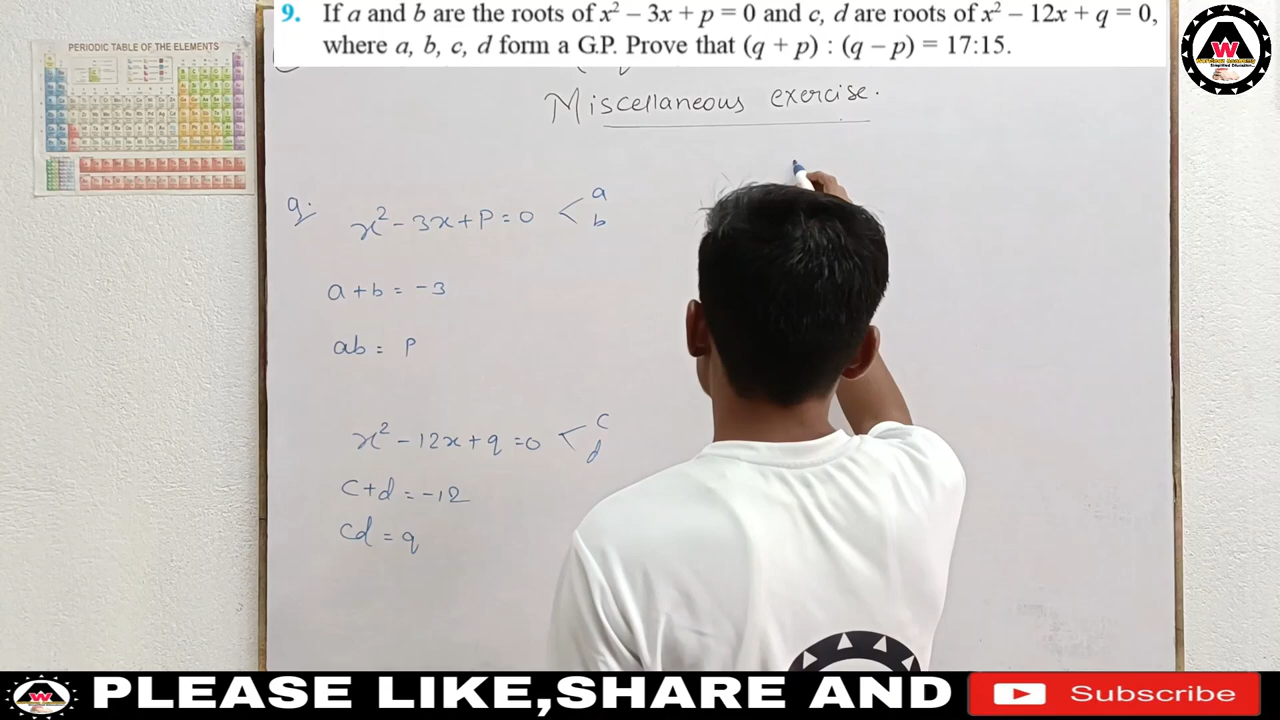 9. If a and b are the roots of x² – 3x + p = 0 and c, d are roots of x² – 12x + q = 0,
where a, b, c, d form a G.P. Prove that (q + p) : (q – p) = 17:15.
PERIODIC TABLE OF THE ELEMENTS
Miscellaneous exercise.
9. x² - 3x + P = 0 < a
b
a + b = -3
ab = P
x² - 12x + q = 0 < c
d
c + d = -12
cd = q
PLEASE LIKE,SHARE AND Subscribe